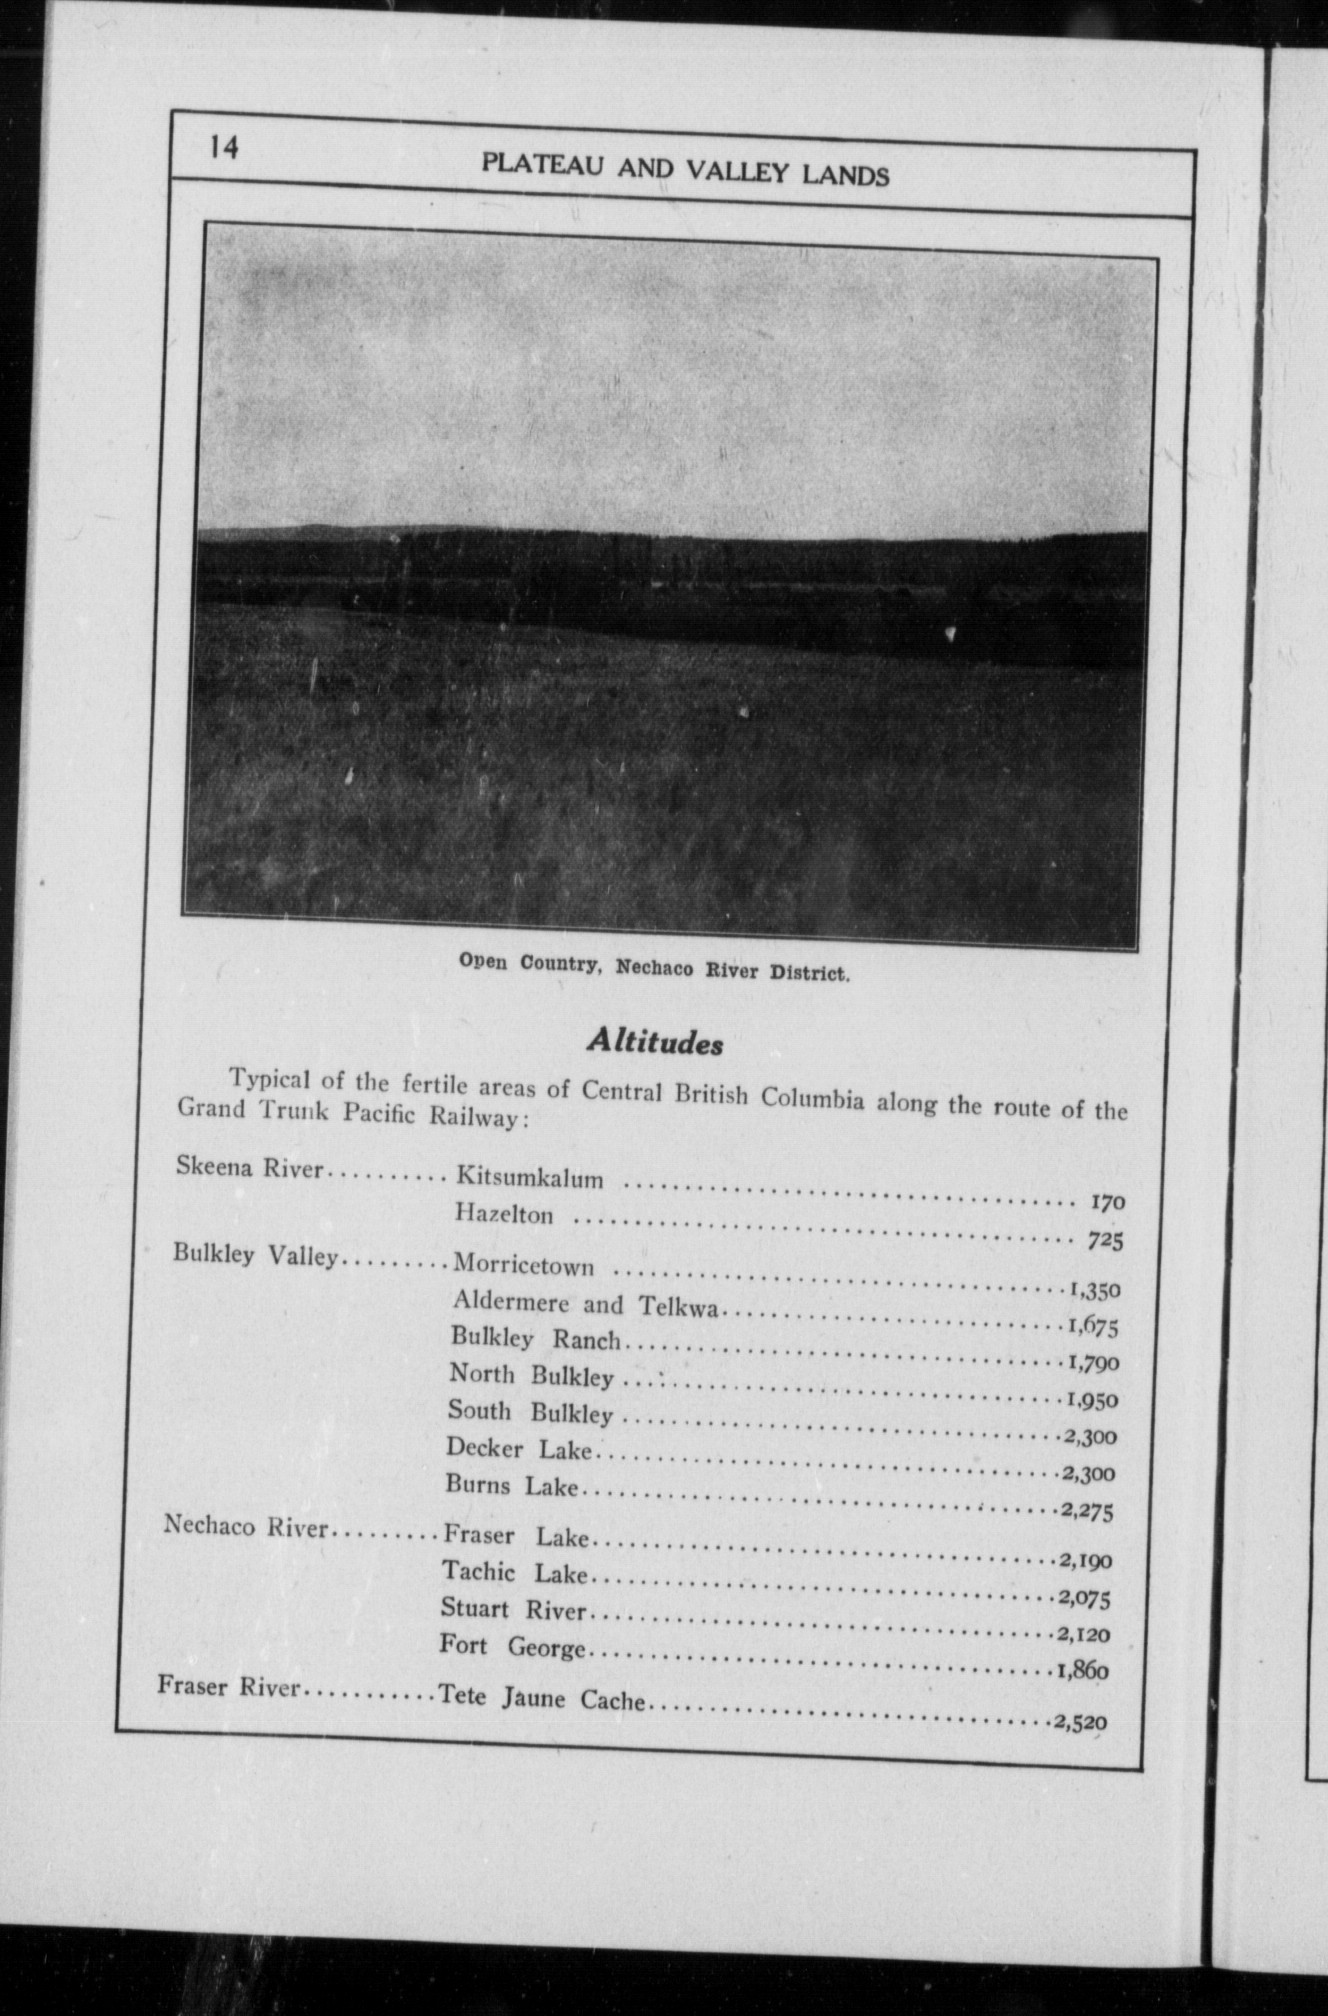 14
PLATEAU AND VALLEY LANDS
Open Country, Nechaco River District.
Altitudes
Typical of the fertile areas of Central British Columbia along the route of the
Grand Trunk Pacific Railway:
Skeena River.......... Kitsumkalum ..................................... 170
Hazelton ......................................... 725
Bulkley Valley.........Morricetown .....................................1,350
Aldermere and Telkwa............................1,675
Bulkley Ranch....................................1,790
North Bulkley ....................................1,950
South Bulkley ....................................2,300
Decker Lake......................................2,300
Burns Lake.......................................2,275
Nechaco River.........Fraser Lake......................................2,190
Tachic Lake......................................2,075
Stuart River......................................2,120
Fort George......................................1,860
Fraser River...........Tete Jaune Cache.................................2,520